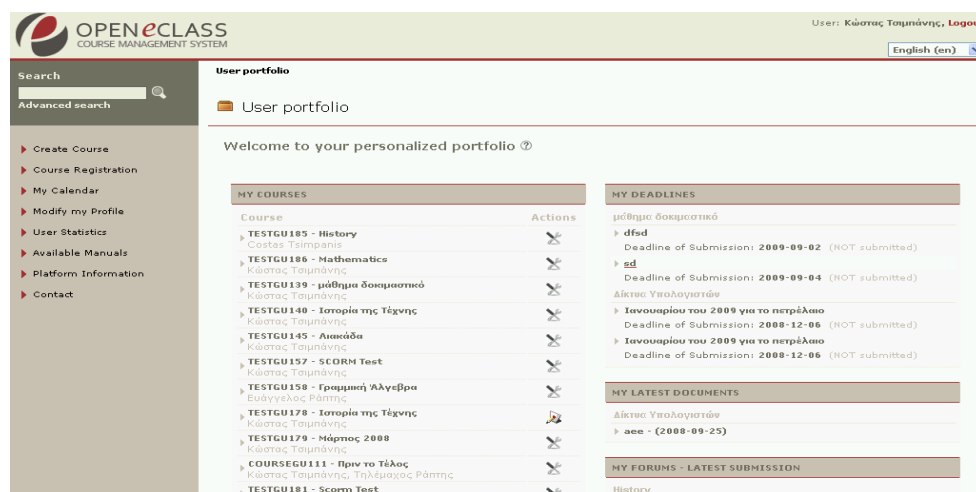 OPEN eCLASS
COURSE MANAGEMENT SYSTEM
User: Κώστας Τσιμπάνης, Logou
English (en)
Search
Advanced search
Create Course
Course Registration
My Calendar
Modify my Profile
User Statistics
Available Manuals
Platform Information
Contact
User portfolio
User portfolio
Welcome to your personalized portfolio
MY COURSES
Course Actions
TESTGU185 - History
Costas Tsimpanis
TESTGU186 - Mathematics
Κώστας Τσιμπάνης
TESTGU139 - μάθημα δοκιμαστικό
Κώστας Τσιμπάνης
TESTGU140 - Ιστορία της Τέχνης
Κώστας Τσιμπάνης
TESTGU145 - Λιακάδα
Κώστας Τσιμπάνης
TESTGU157 - SCORM Test
Κώστας Τσιμπάνης
TESTGU158 - Γραμμική Άλγεβρα
Ευάγγελος Ράπτης
TESTGU178 - Ιστορία της Τέχνης
Κώστας Τσιμπάνης
TESTGU179 - Μάρτιος 2008
Κώστας Τσιμπάνης
COURSEGU111 - Πριν το Τέλος
Κώστας Τσιμπάνης, Τηλέμαχος Ράπτης
TESTGU181 - Scorm Test
MY DEADLINES
μάθημα δοκιμαστικό
dfsd
Deadline of Submission: 2009-09-02 (NOT submitted)
sd
Deadline of Submission: 2009-09-04 (NOT submitted)
Δίκτυα Υπολογιστών
Ιανουαρίου του 2009 για το πετρέλαιο
Deadline of Submission: 2008-12-06 (NOT submitted)
Ιανουαρίου του 2009 για το πετρέλαιο
Deadline of Submission: 2008-12-06 (NOT submitted)
MY LATEST DOCUMENTS
Δίκτυα Υπολογιστών
aee - (2008-09-25)
MY FORUMS - LATEST SUBMISSION
History